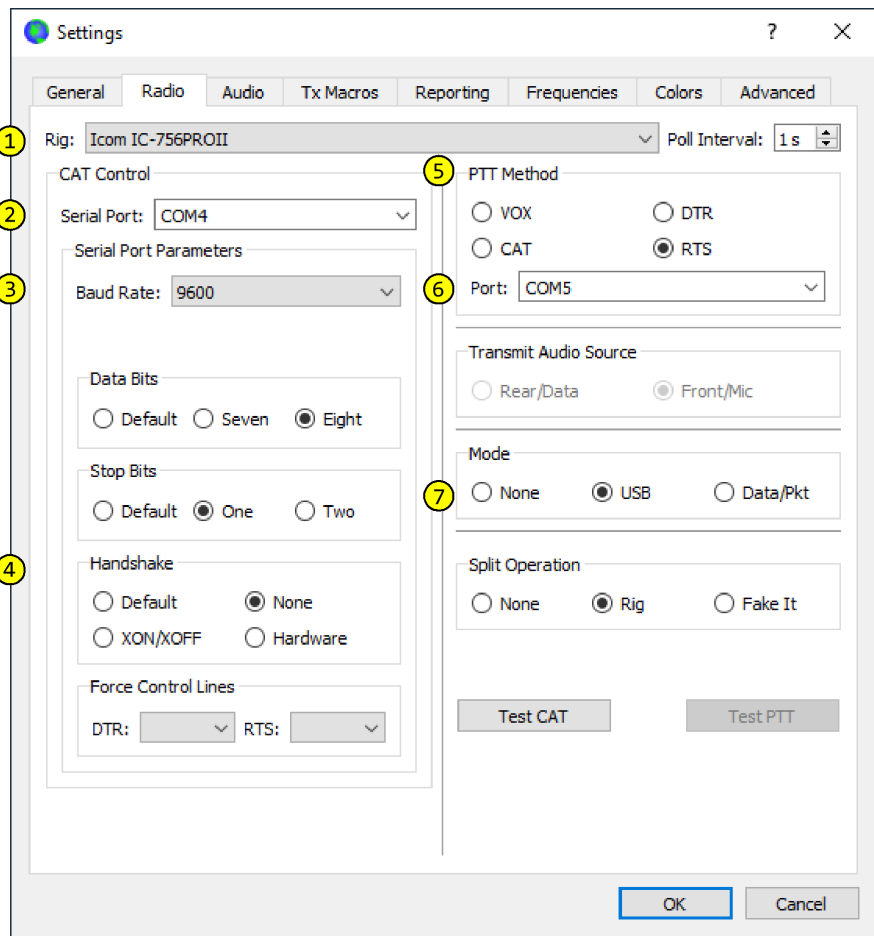 Settings ?
General Radio Audio Tx Macros Reporting Frequencies Colors Advanced
1 Rig: Icom IC-756PROII Poll Interval: 1 s
CAT Control
2 Serial Port: COM4
Serial Port Parameters
3 Baud Rate: 9600
Data Bits
Default Seven Eight
Stop Bits
Default One Two
4 Handshake
Default None
XON/XOFF Hardware
Force Control Lines
DTR: RTS:
5 PTT Method
VOX DTR
CAT RTS
6 Port: COM5
Transmit Audio Source
Rear/Data Front/Mic
Mode
7 None USB Data/Pkt
Split Operation
None Rig Fake It
Test CAT Test PTT
OK Cancel